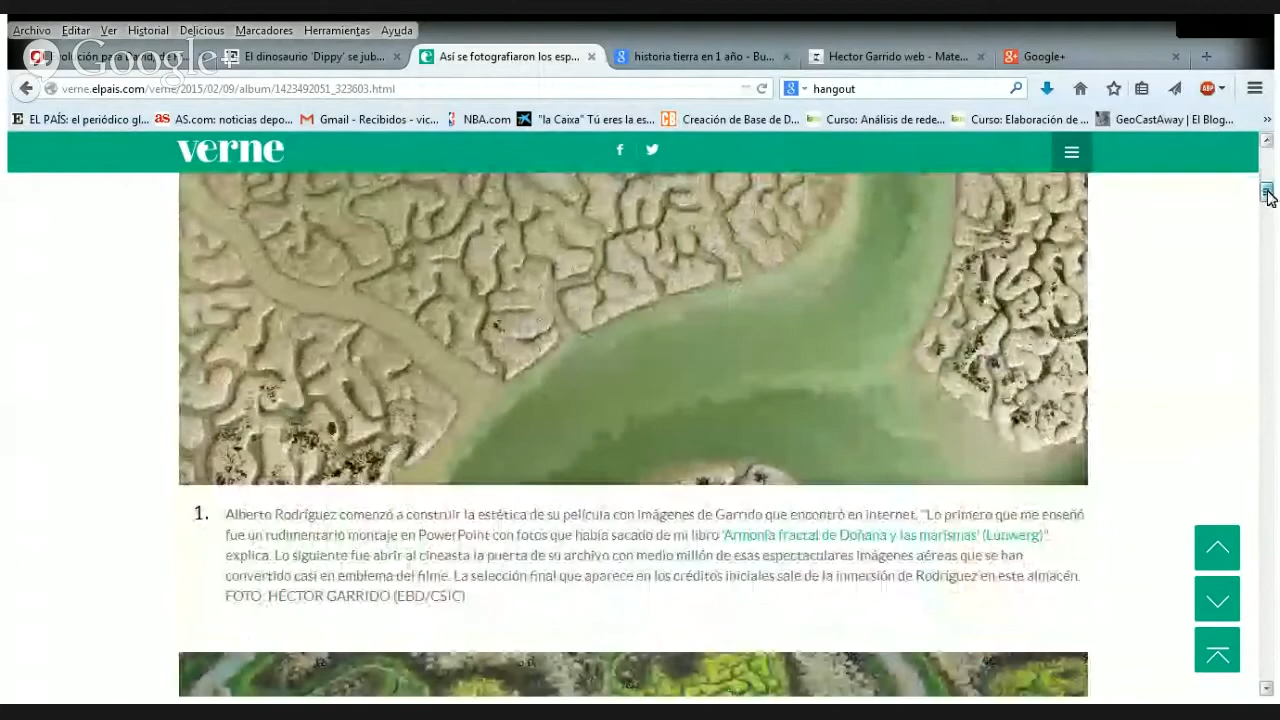 Archivo Editar Ver Historial Delicious Marcadores Herramientas Ayuda
Google+
El dinosaurio 'Dippy' se jub...
Así se fotografiaron los esp...
historia tierra en 1 año - Bu...
Hector Garrido web - Mate...
Google+
verne.elpais.com/verne/2015/02/09/album/1423492051_323603.html
hangout
EL PAÍS: el periódico gl...
AS.com: noticias depo...
Gmail - Recibidos - vic...
NBA.com
"la Caixa" Tú eres la es...
Creación de Base de D...
Curso: Análisis de rede...
Curso: Elaboración de ...
GeoCastAway | El Blog...
verne
1. Alberto Rodríguez comenzó a construir la estética de su película con imágenes de Garrido que encontró en Internet. "Lo primero que me enseñó
fue un rudimentario montaje en PowerPoint con fotos que había sacado de mi libro 'Armonía fractal de Doñana y las marismas' (Lunwerg)",
explica. Lo siguiente fue abrir al cineasta la puerta de su archivo con medio millón de esas espectaculares imágenes aéreas que se han
convertido casi en emblema del filme. La selección final que aparece en los créditos iniciales sale de la inmersión de Rodríguez en este almacén.
FOTO: HÉCTOR GARRIDO (EBD/CSIC)